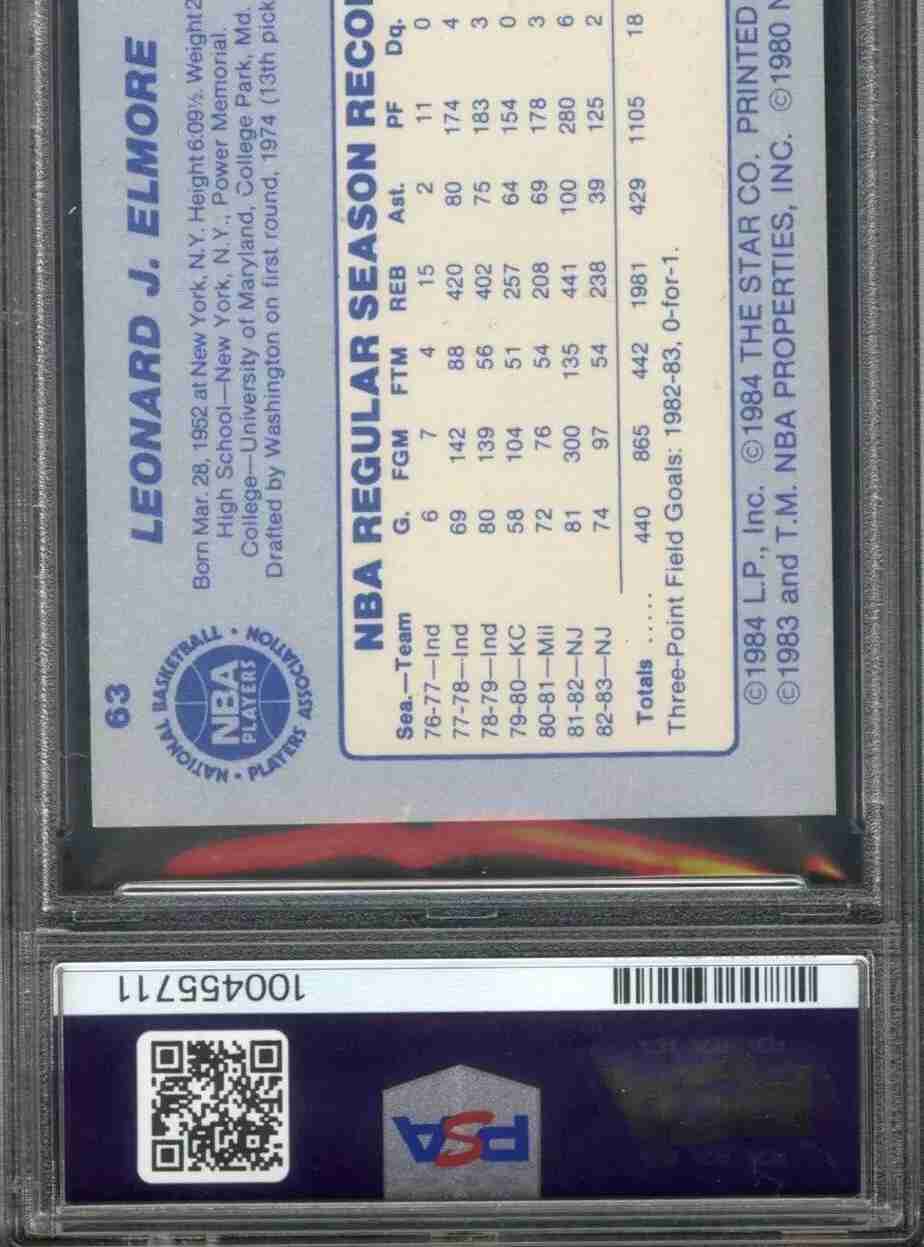 63
LEONARD J. ELMORE
NATIONAL BASKETBALL • PLAYERS ASSOCIATION •
NBA
PLAYERS
Born Mar. 28, 1952 at New York, N.Y. Height 6:09½. Weight 2
High School—New York, N.Y., Power Memorial.
College—University of Maryland, College Park, Md.
Drafted by Washington on first round, 1974 (13th pick
NBA REGULAR SEASON RECO
Sea.—Team G. FGM FTM REB Ast. PF Dq.
76-77—Ind 6 7 4 15 2 11 0
77-78—Ind 69 142 88 420 80 174 4
78-79—Ind 80 139 56 402 75 183 3
79-80—KC 58 104 51 257 64 154 0
80-81—Mil 72 76 54 208 69 178 3
81-82—NJ 81 300 135 441 100 280 6
82-83—NJ 74 97 54 238 39 125 2
Totals ..... 440 865 442 1981 429 1105 18
Three-Point Field Goals: 1982-83, 0-for-1.
©1984 L.P., Inc. ©1984 THE STAR CO. PRINTED
©1983 and T.M. NBA PROPERTIES, INC. ©1980 N
100455711
PSA